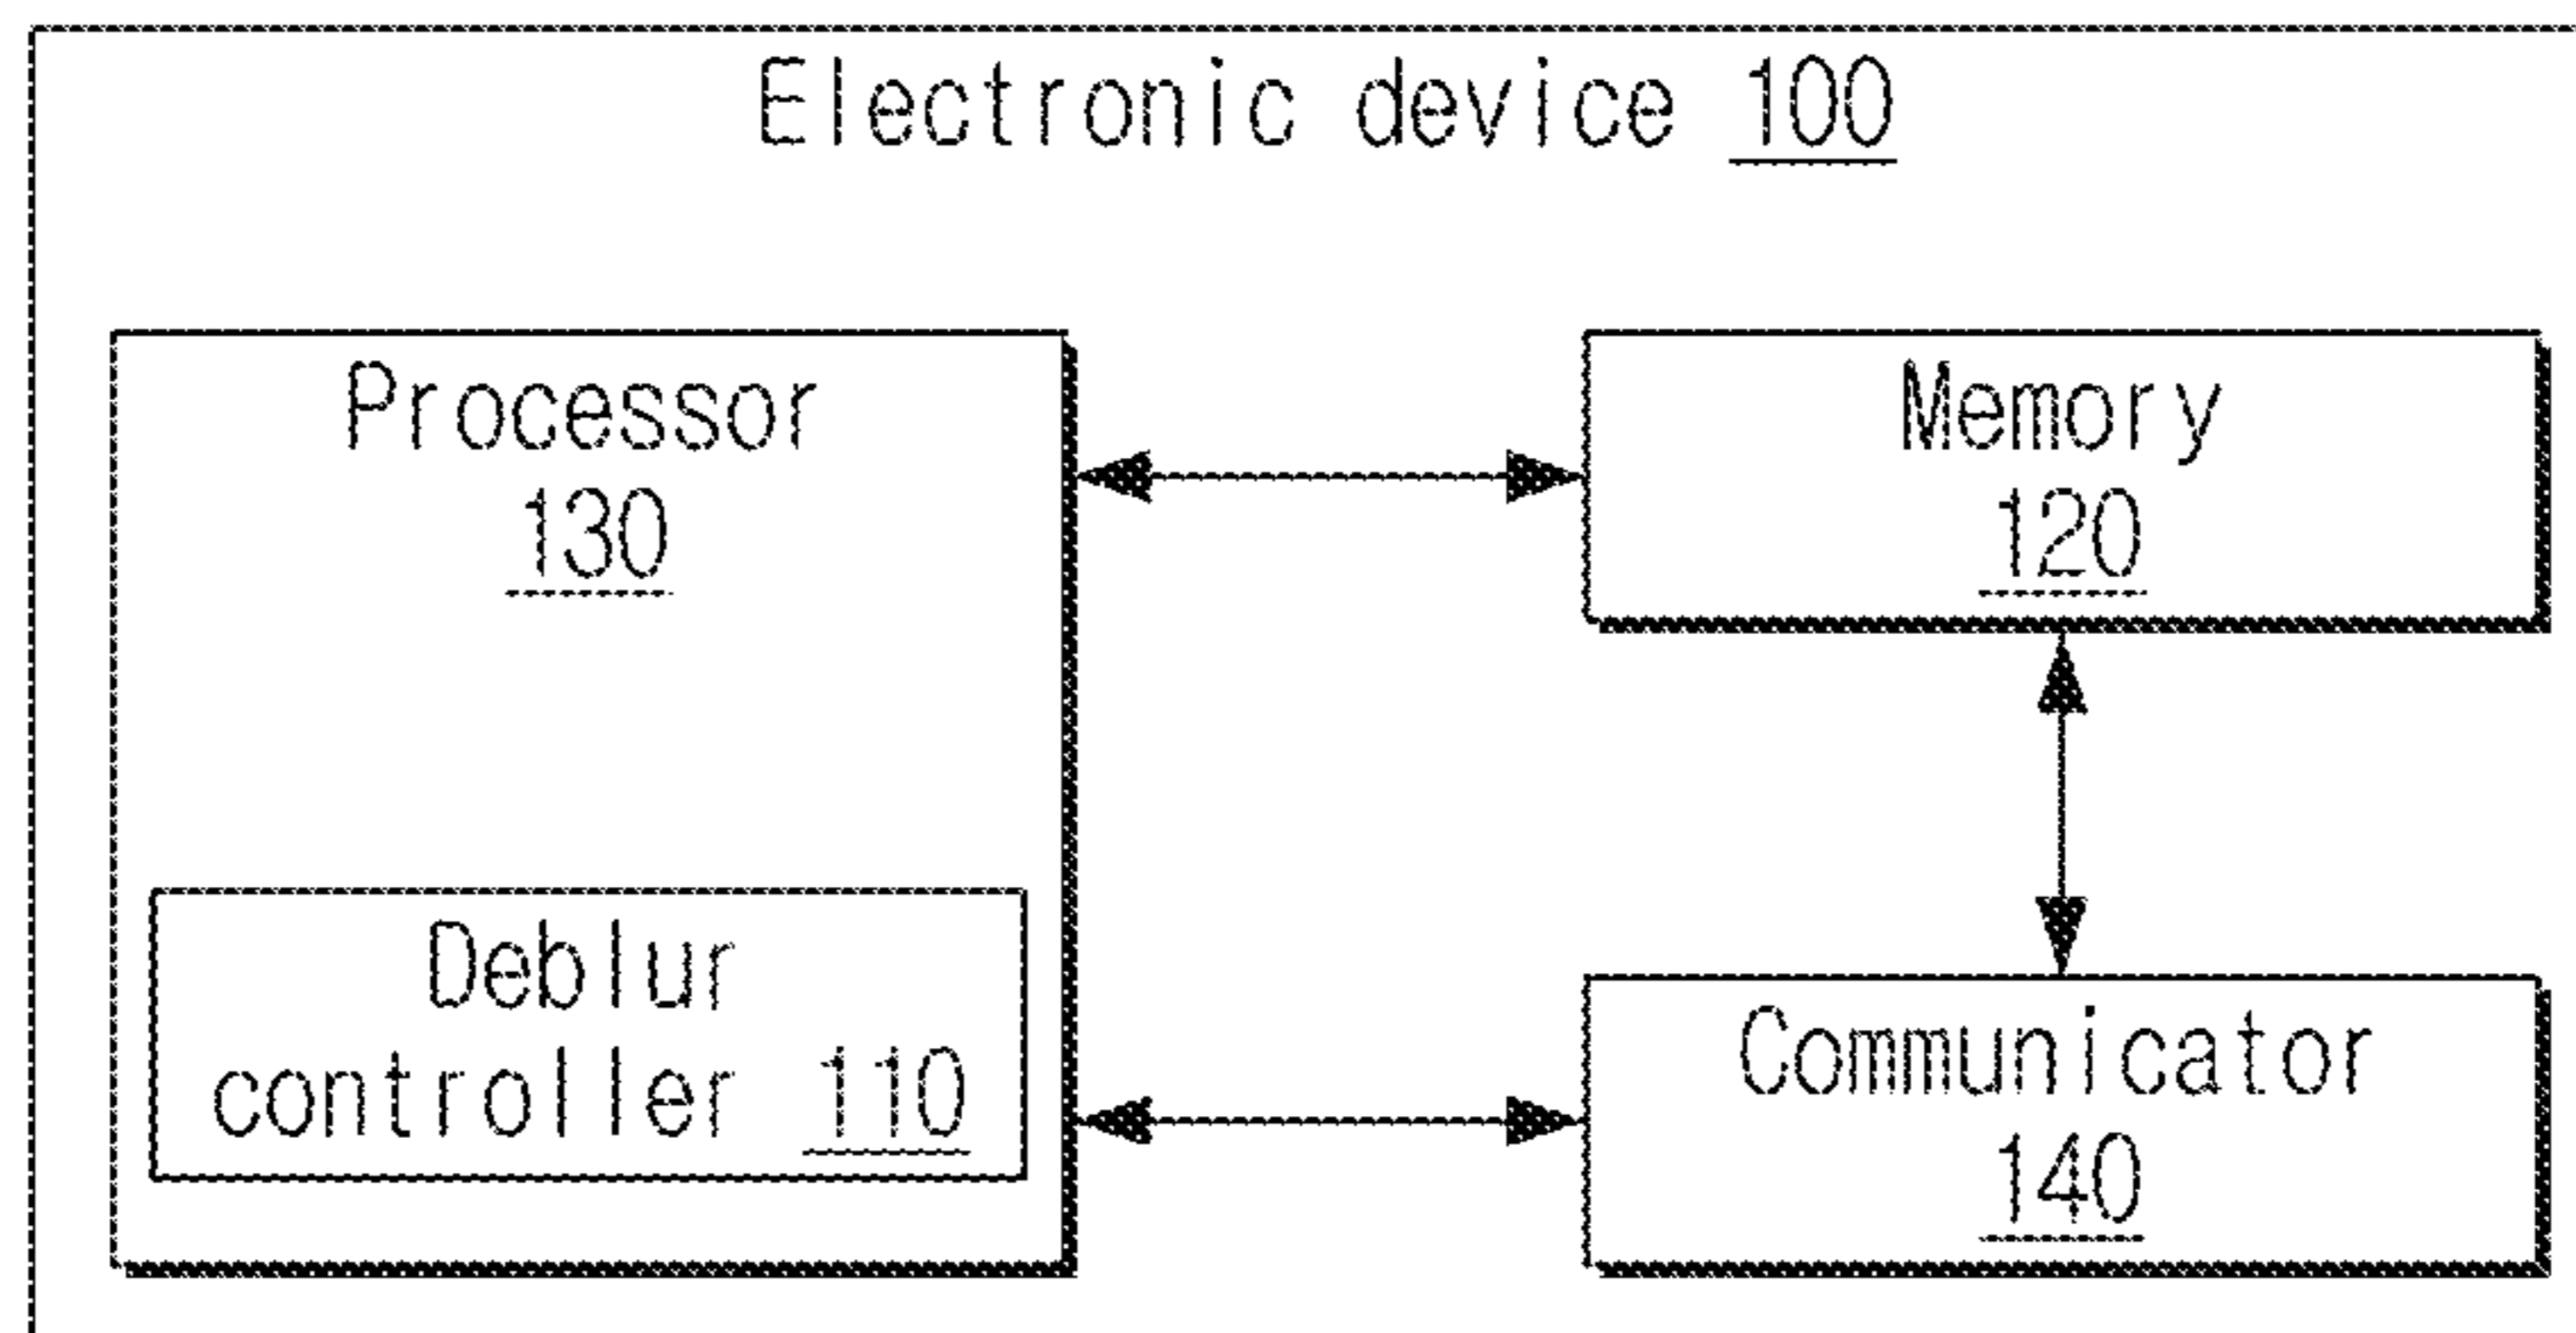 Electronic device 100
Processor
130
Memory
120
Deblur
controller 110
Communicator
140